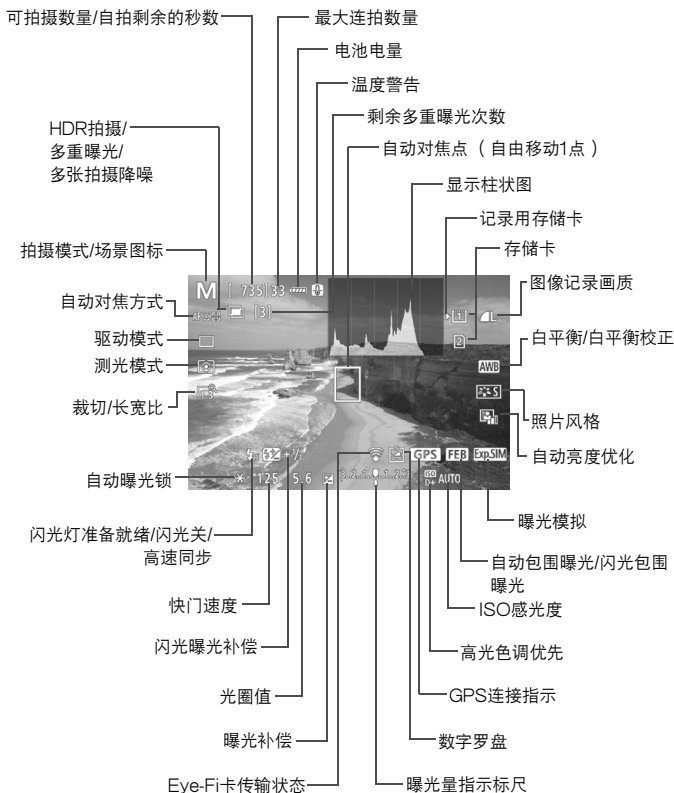 可拍摄数量/自拍剩余的秒数
最大连拍数量
电池电量
温度警告
剩余多重曝光次数
HDR拍摄/
多重曝光/
多张拍摄降噪
自动对焦点（自由移动1点）
显示柱状图
记录用存储卡
存储卡
拍摄模式/场景图标
图像记录画质
自动对焦方式
驱动模式
白平衡/白平衡校正
测光模式
裁切/长宽比
照片风格
自动亮度优化
自动曝光锁
曝光模拟
闪光灯准备就绪/闪光关/
高速同步
自动包围曝光/闪光包围
曝光
快门速度
ISO感光度
闪光曝光补偿
高光色调优先
光圈值
GPS连接指示
曝光补偿
数字罗盘
Eye-Fi卡传输状态
曝光量指示标尺
M [ 735] 33
[3]
1 L
2
AWB
S
GPS FEB Exp.SIM
125 5.6
ISO
D+ AUTO